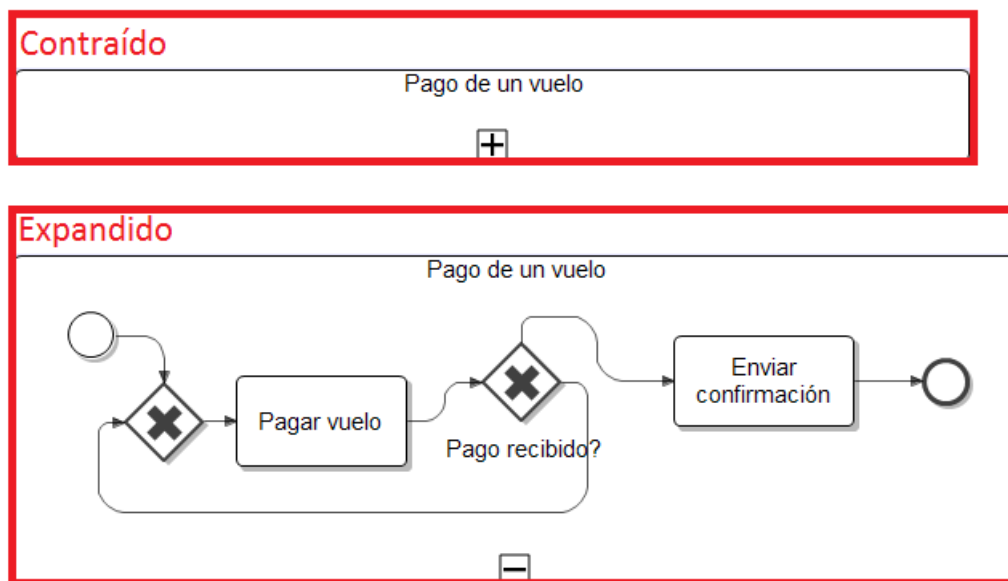 Contraído
Pago de un vuelo
Expandido
Pago de un vuelo
Pagar vuelo
Pago recibido?
Enviar
confirmación